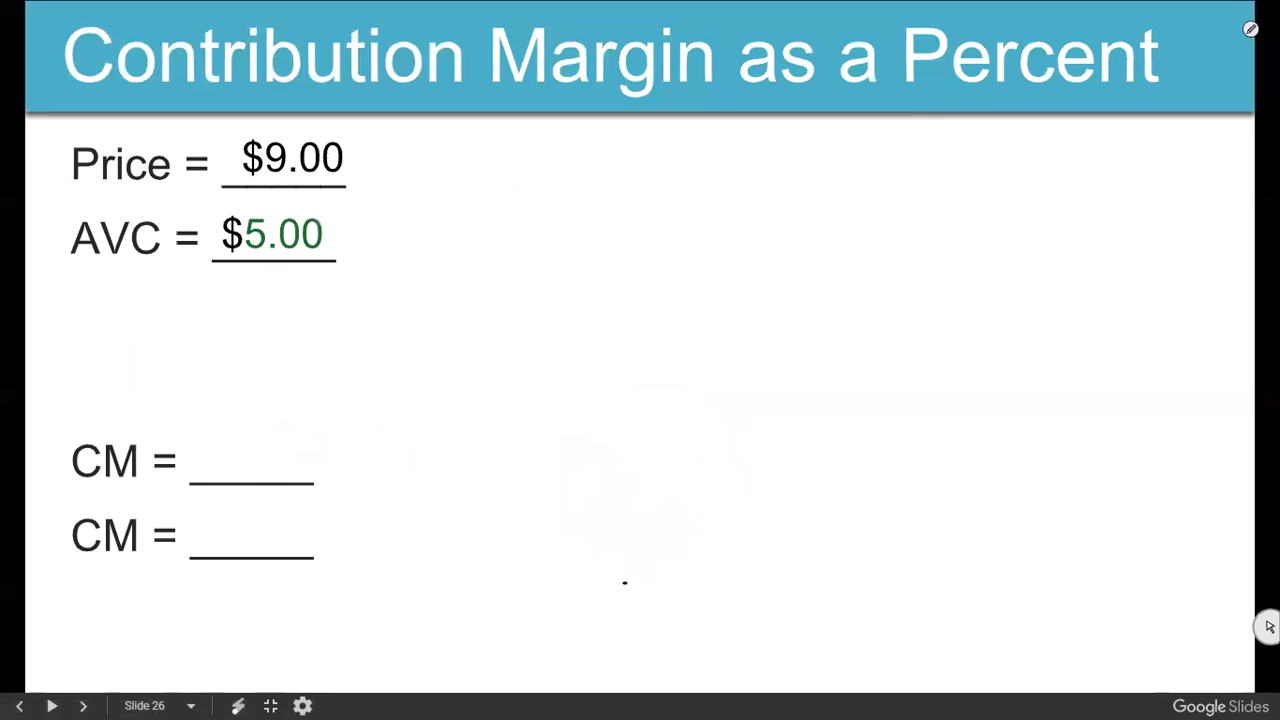 Contribution Margin as a Percent
Price = $9.00
AVC = $5.00
CM = ______
CM = ______
Slide 26
Google Slides